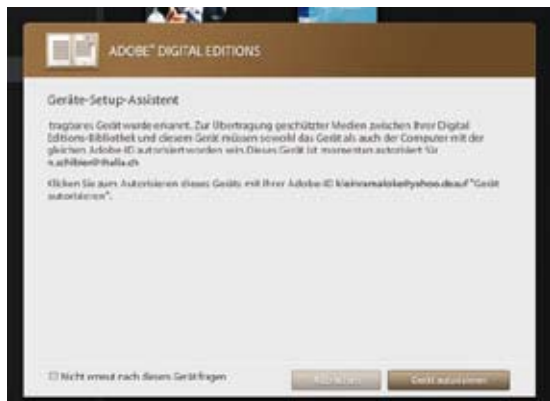 ADOBE® DIGITAL EDITIONS
Geräte-Setup-Assistent
tragbares Gerät wurde erkannt. Zur Übertragung geschützter Medien zwischen Ihrer Digital
Editions-Bibliothek und diesem Gerät müssen sowohl das Gerät als auch der Computer mit der
gleichen Adobe-ID autorisiert worden sein. Dieses Gerät ist momentan autorisiert für
Klicken Sie zum Autorisieren dieses Geräts mit Ihrer Adobe-ID auf "Gerät
autorisieren".
Nicht erneut nach diesem Gerät fragen
Gerät autorisieren